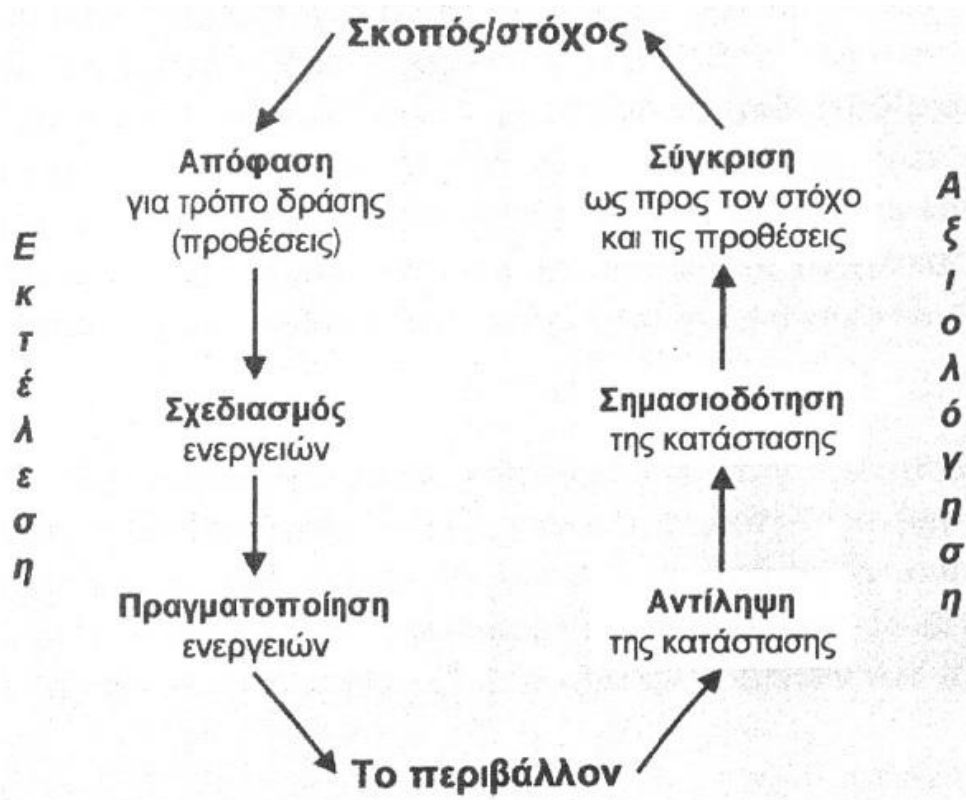 Σκοπός/στόχος
Απόφαση
για τρόπο δράσης
(προθέσεις)
Σύγκριση
ως προς τον στόχο
και τις προθέσεις
Εκτέλεση
Αξιολόγηση
Σχεδιασμός
ενεργειών
Σημασιοδότηση
της κατάστασης
Πραγματοποίηση
ενεργειών
Αντίληψη
της κατάστασης
Το περιβάλλον